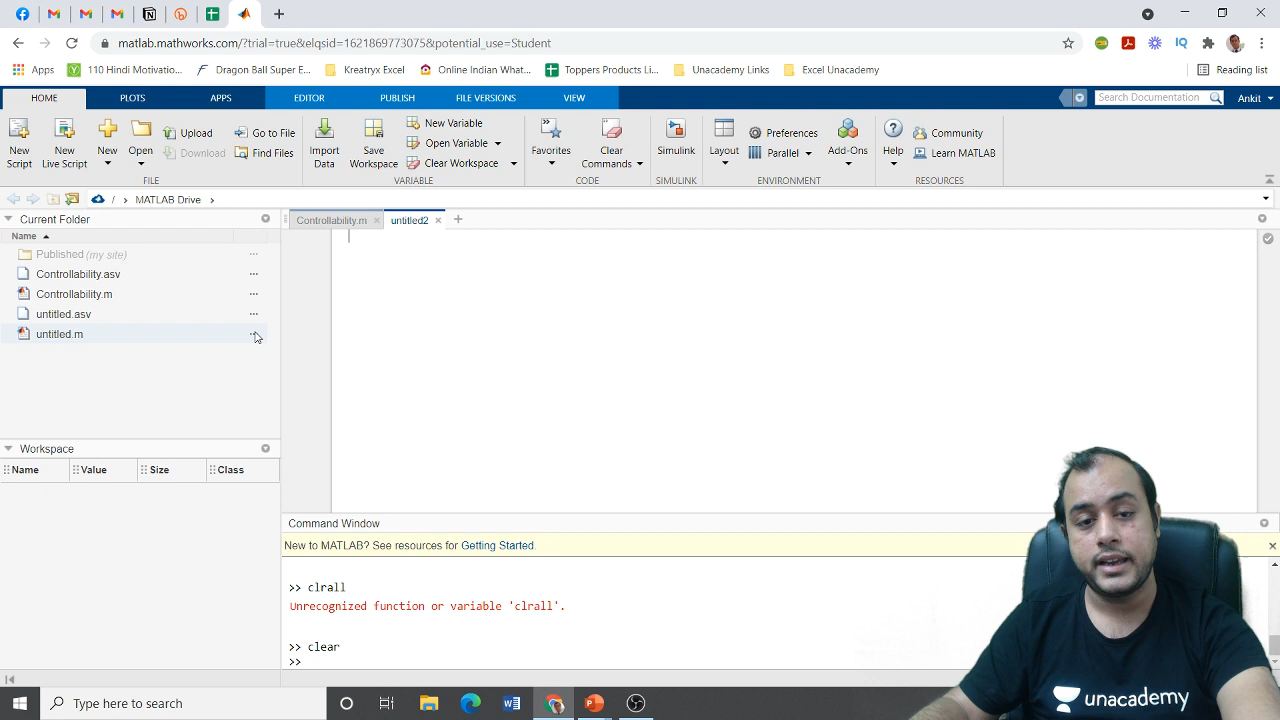 matlab.mathworks.com/?trial=true&elqsid=1621869773075&potential_use=Student
Apps
110 Hindi Motivatio...
Dragon Ball Super E...
Kreatryx Excel
Online Indian What...
Toppers Products Li...
Unacademy Links
Excel Unacademy
Reading list
HOME
PLOTS
APPS
EDITOR
PUBLISH
FILE VERSIONS
VIEW
Search Documentation
Ankit
New Script
New Live Script
New
Open
Upload
Download
Go to File
Find Files
Import Data
Save Workspace
New Variable
Open Variable
Clear Workspace
Favorites
Clear Commands
Simulink
Layout
Preferences
Parallel
Add-Ons
Help
Community
Learn MATLAB
FILE
VARIABLE
CODE
SIMULINK
ENVIRONMENT
RESOURCES
/ › MATLAB Drive ›
Current Folder
Name
Published (my site)
Controllability.asv
Controllability.m
untitled.asv
untitled.m
Controllability.m
untitled2
Workspace
Name Value Size Class
Command Window
New to MATLAB? See resources for Getting Started.
>> clrall
Unrecognized function or variable 'clrall'.
>> clear
>>
unacademy
Type here to search